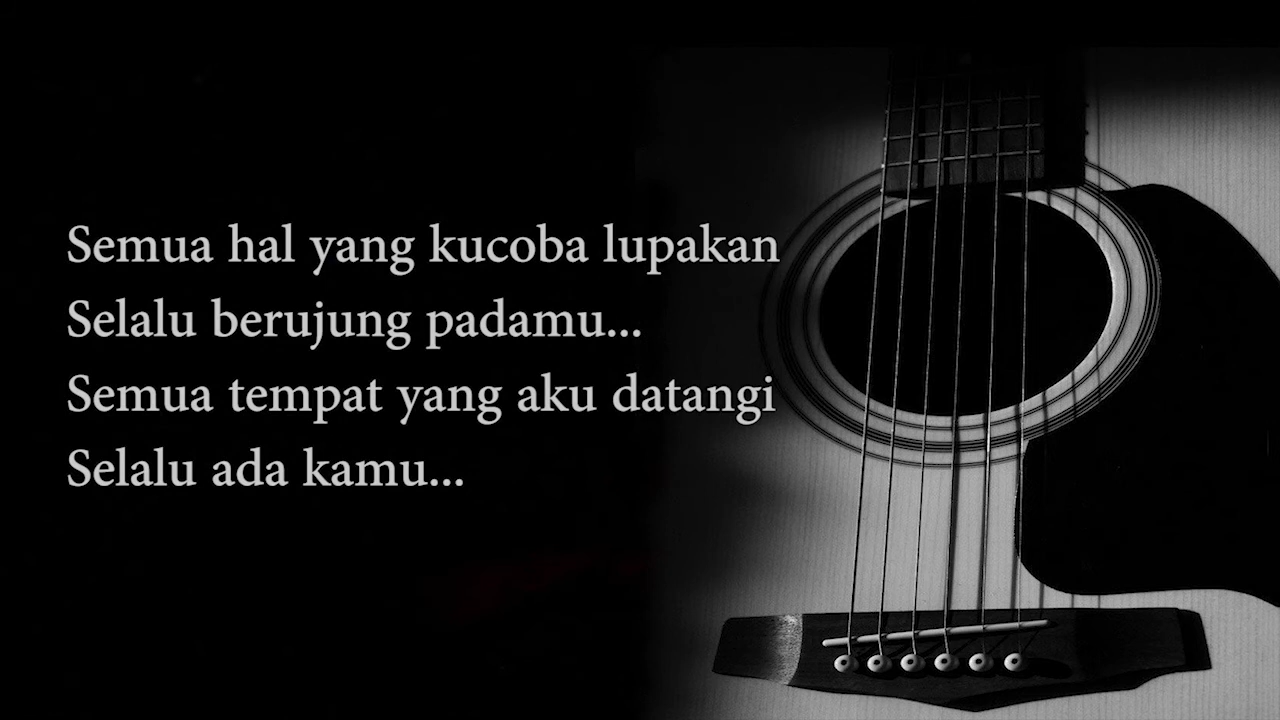 Semua hal yang kucoba lupakan
Selalu berujung padamu...
Semua tempat yang aku datangi
Selalu ada kamu...